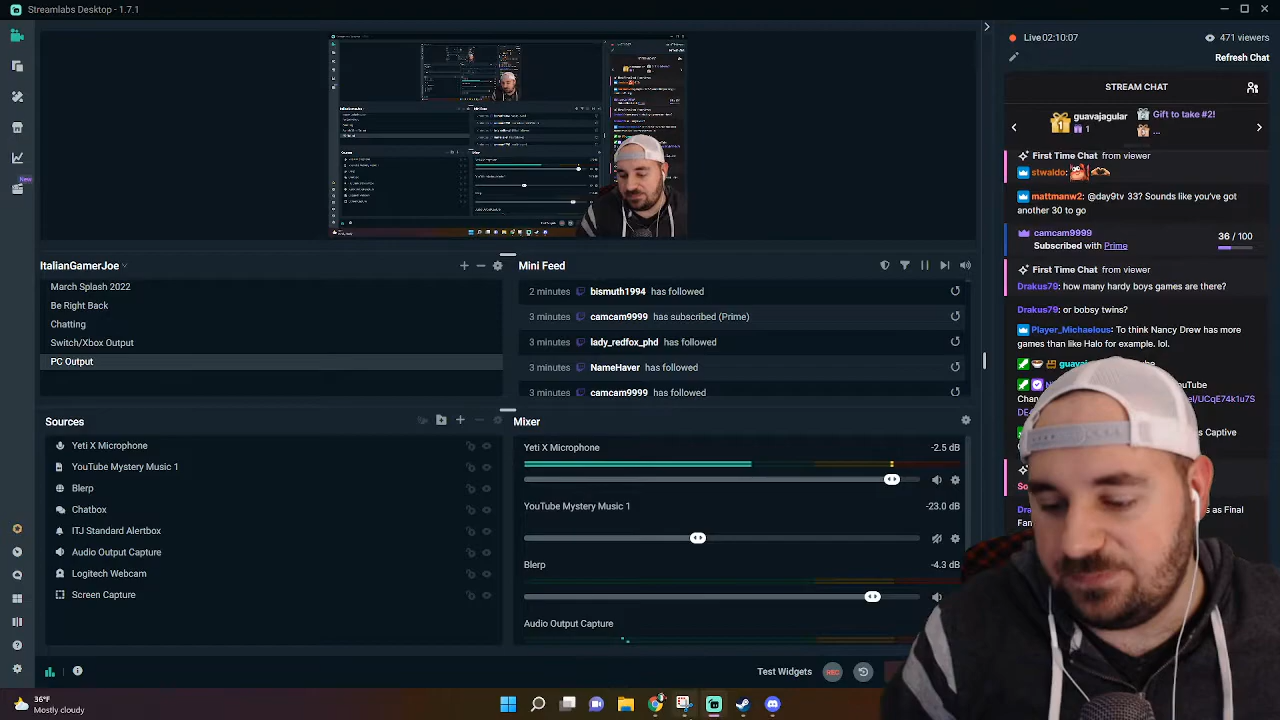 Streamlabs Desktop - 1.7.1
Live02:10:07
471 viewers
Refresh Chat
STREAM CHAT
guavajagular
1
Gift to take #2!
...
First Time Chat from viewer
stwaldo:
mattmanw2: @day9tv 33? Sounds like you've got
another 30 to go
camcam9999
Subscribed with Prime
36 / 100
First Time Chat from viewer
Drakus79: how many hardy boys games are there?
Drakus79: or bobsy twins?
Player_Michaelous: To think Nancy Drew has more
games than like Halo for example. lol.
New
ItalianGamerJoe
March Splash 2022
Be Right Back
Chatting
Switch/Xbox Output
PC Output
Mini Feed
2 minutes bismuth1994 has followed
3 minutes camcam9999 has subscribed (Prime)
3 minutes lady_redfox_phd has followed
3 minutes NameHaver has followed
3 minutes camcam9999 has followed
Sources
Yeti X Microphone
YouTube Mystery Music 1
Blerp
Chatbox
ITJ Standard Alertbox
Audio Output Capture
Logitech Webcam
Screen Capture
Mixer
Yeti X Microphone
-2.5 dB
YouTube Mystery Music 1
-23.0 dB
Blerp
-4.3 dB
Audio Output Capture
Test Widgets
REC
36°F
Mostly cloudy